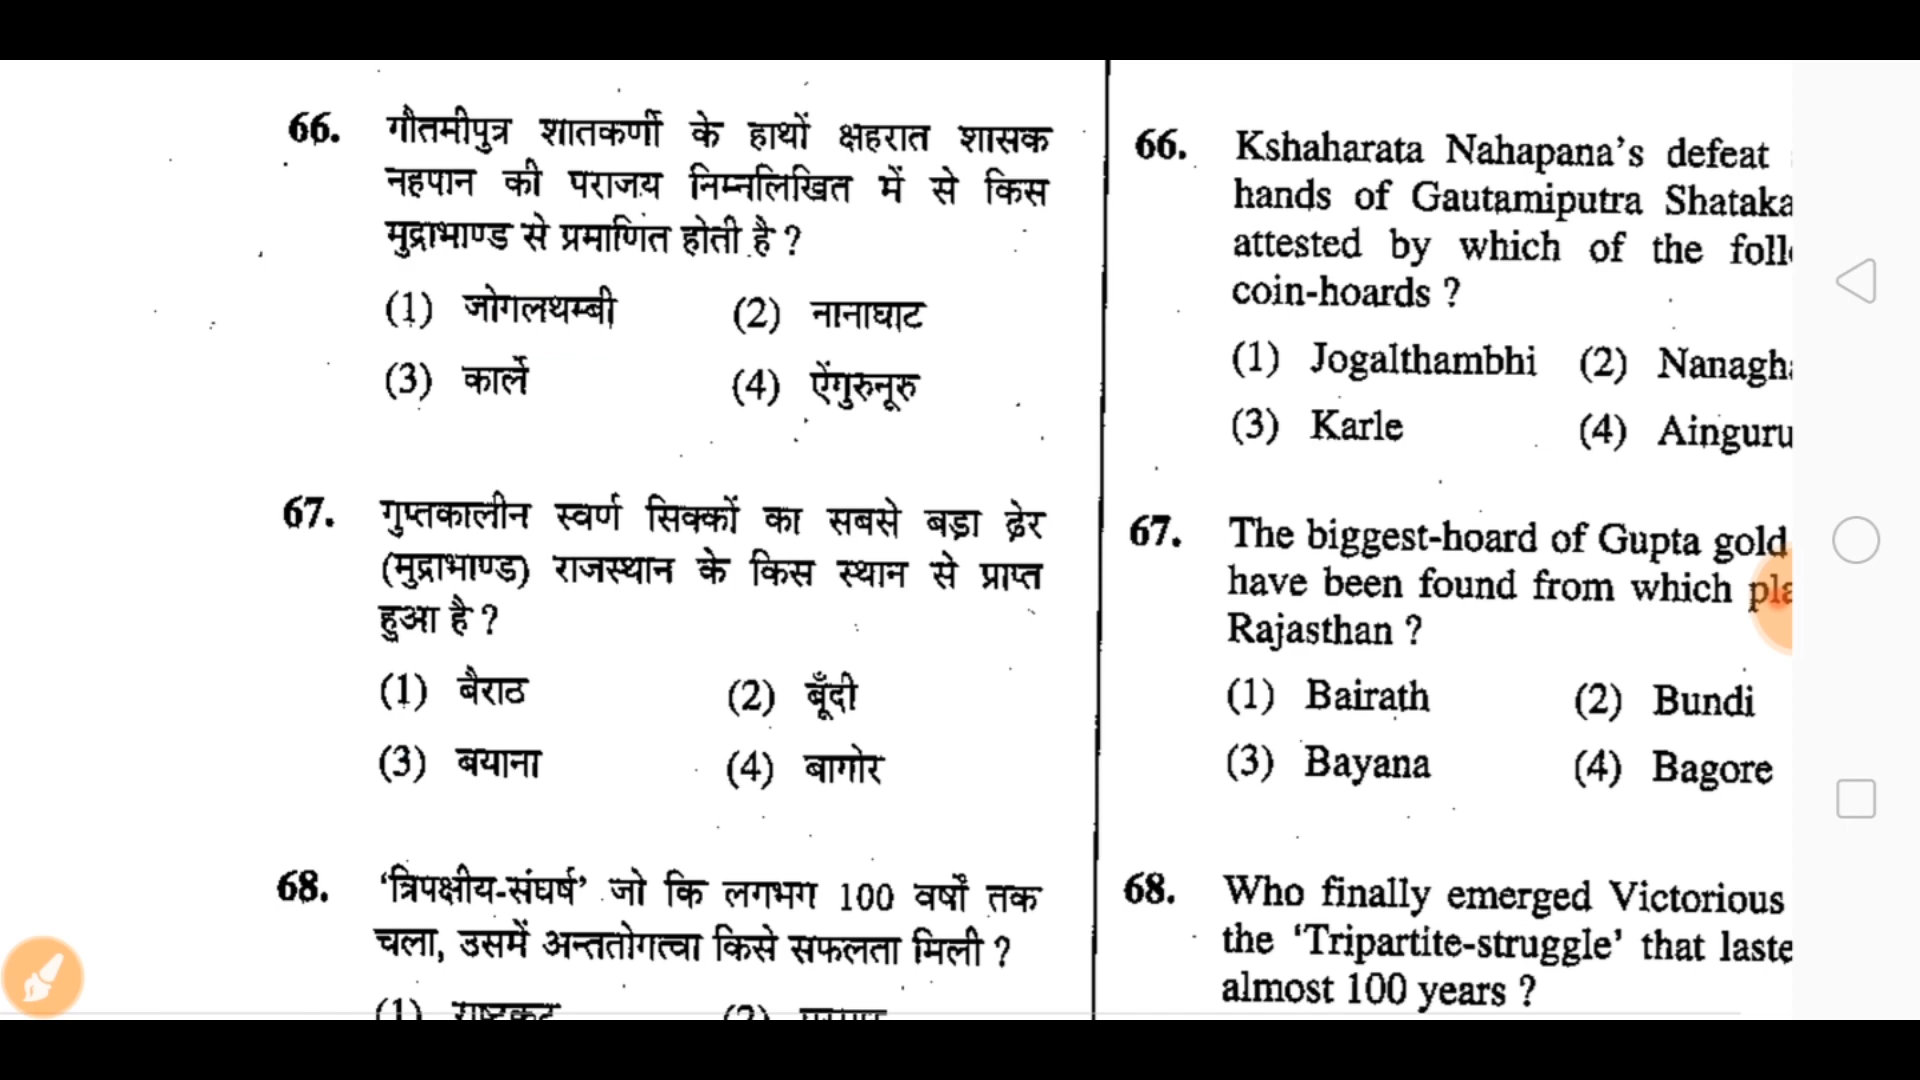 66. गौतमीपुत्र शातकर्णी के हाथों क्षहरात शासक
नहपान की पराजय निम्नलिखित में से किस
मुद्राभाण्ड से प्रमाणित होती है ?
(1) जोगलथम्बी (2) नानाघाट
(3) कार्ले (4) ऐंगुरुनूरु
67. गुप्तकालीन स्वर्ण सिक्कों का सबसे बड़ा ढ़ेर
(मुद्राभाण्ड) राजस्थान के किस स्थान से प्राप्त
हुआ है ?
(1) बैराठ (2) बूँदी
(3) बयाना (4) बागोर
68. ‘त्रिपक्षीय-संघर्ष’ जो कि लगभग 100 वर्षों तक
चला, उसमें अन्ततोगत्वा किसे सफलता मिली ?
(1) (2)
66. Kshaharata Nahapana’s defeat
hands of Gautamiputra Shataka
attested by which of the foll
coin-hoards ?
(1) Jogalthambhi (2) Nanagh
(3) Karle (4) Ainguru
67. The biggest-hoard of Gupta gold
have been found from which pla
Rajasthan ?
(1) Bairath (2) Bundi
(3) Bayana (4) Bagore
68. Who finally emerged Victorious
the ‘Tripartite-struggle’ that laste
almost 100 years ?